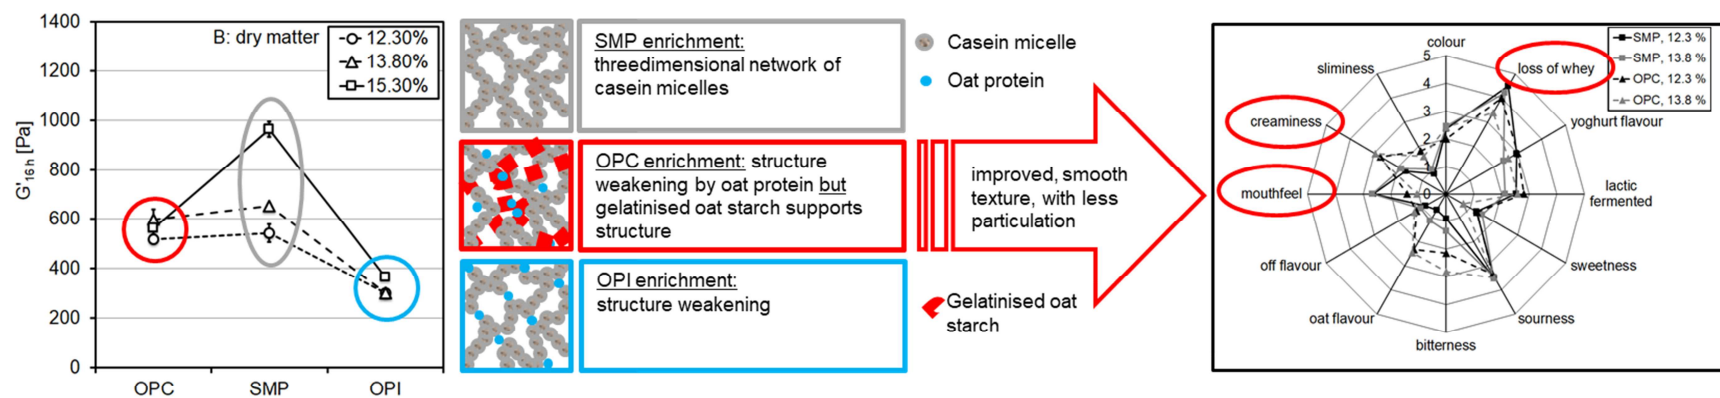 1400
1200
1000
800
600
400
200
0
G'16h [Pa]
B: dry matter
12.30%
13.80%
15.30%
OPC
SMP
OPI
SMP enrichment:
threedimensional network of
casein micelles
OPC enrichment: structure
weakening by oat protein but
gelatinised oat starch supports
structure
OPI enrichment:
structure weakening
Casein micelle
Oat protein
Gelatinised oat
starch
improved, smooth
texture, with less
particulation
SMP, 12.3 %
SMP, 13.8 %
OPC, 12.3 %
OPC, 13.8 %
colour
loss of whey
yoghurt flavour
lactic
fermented
sweetness
sourness
bitterness
oat flavour
off flavour
mouthfeel
creaminess
sliminess
5
4
3
2
0